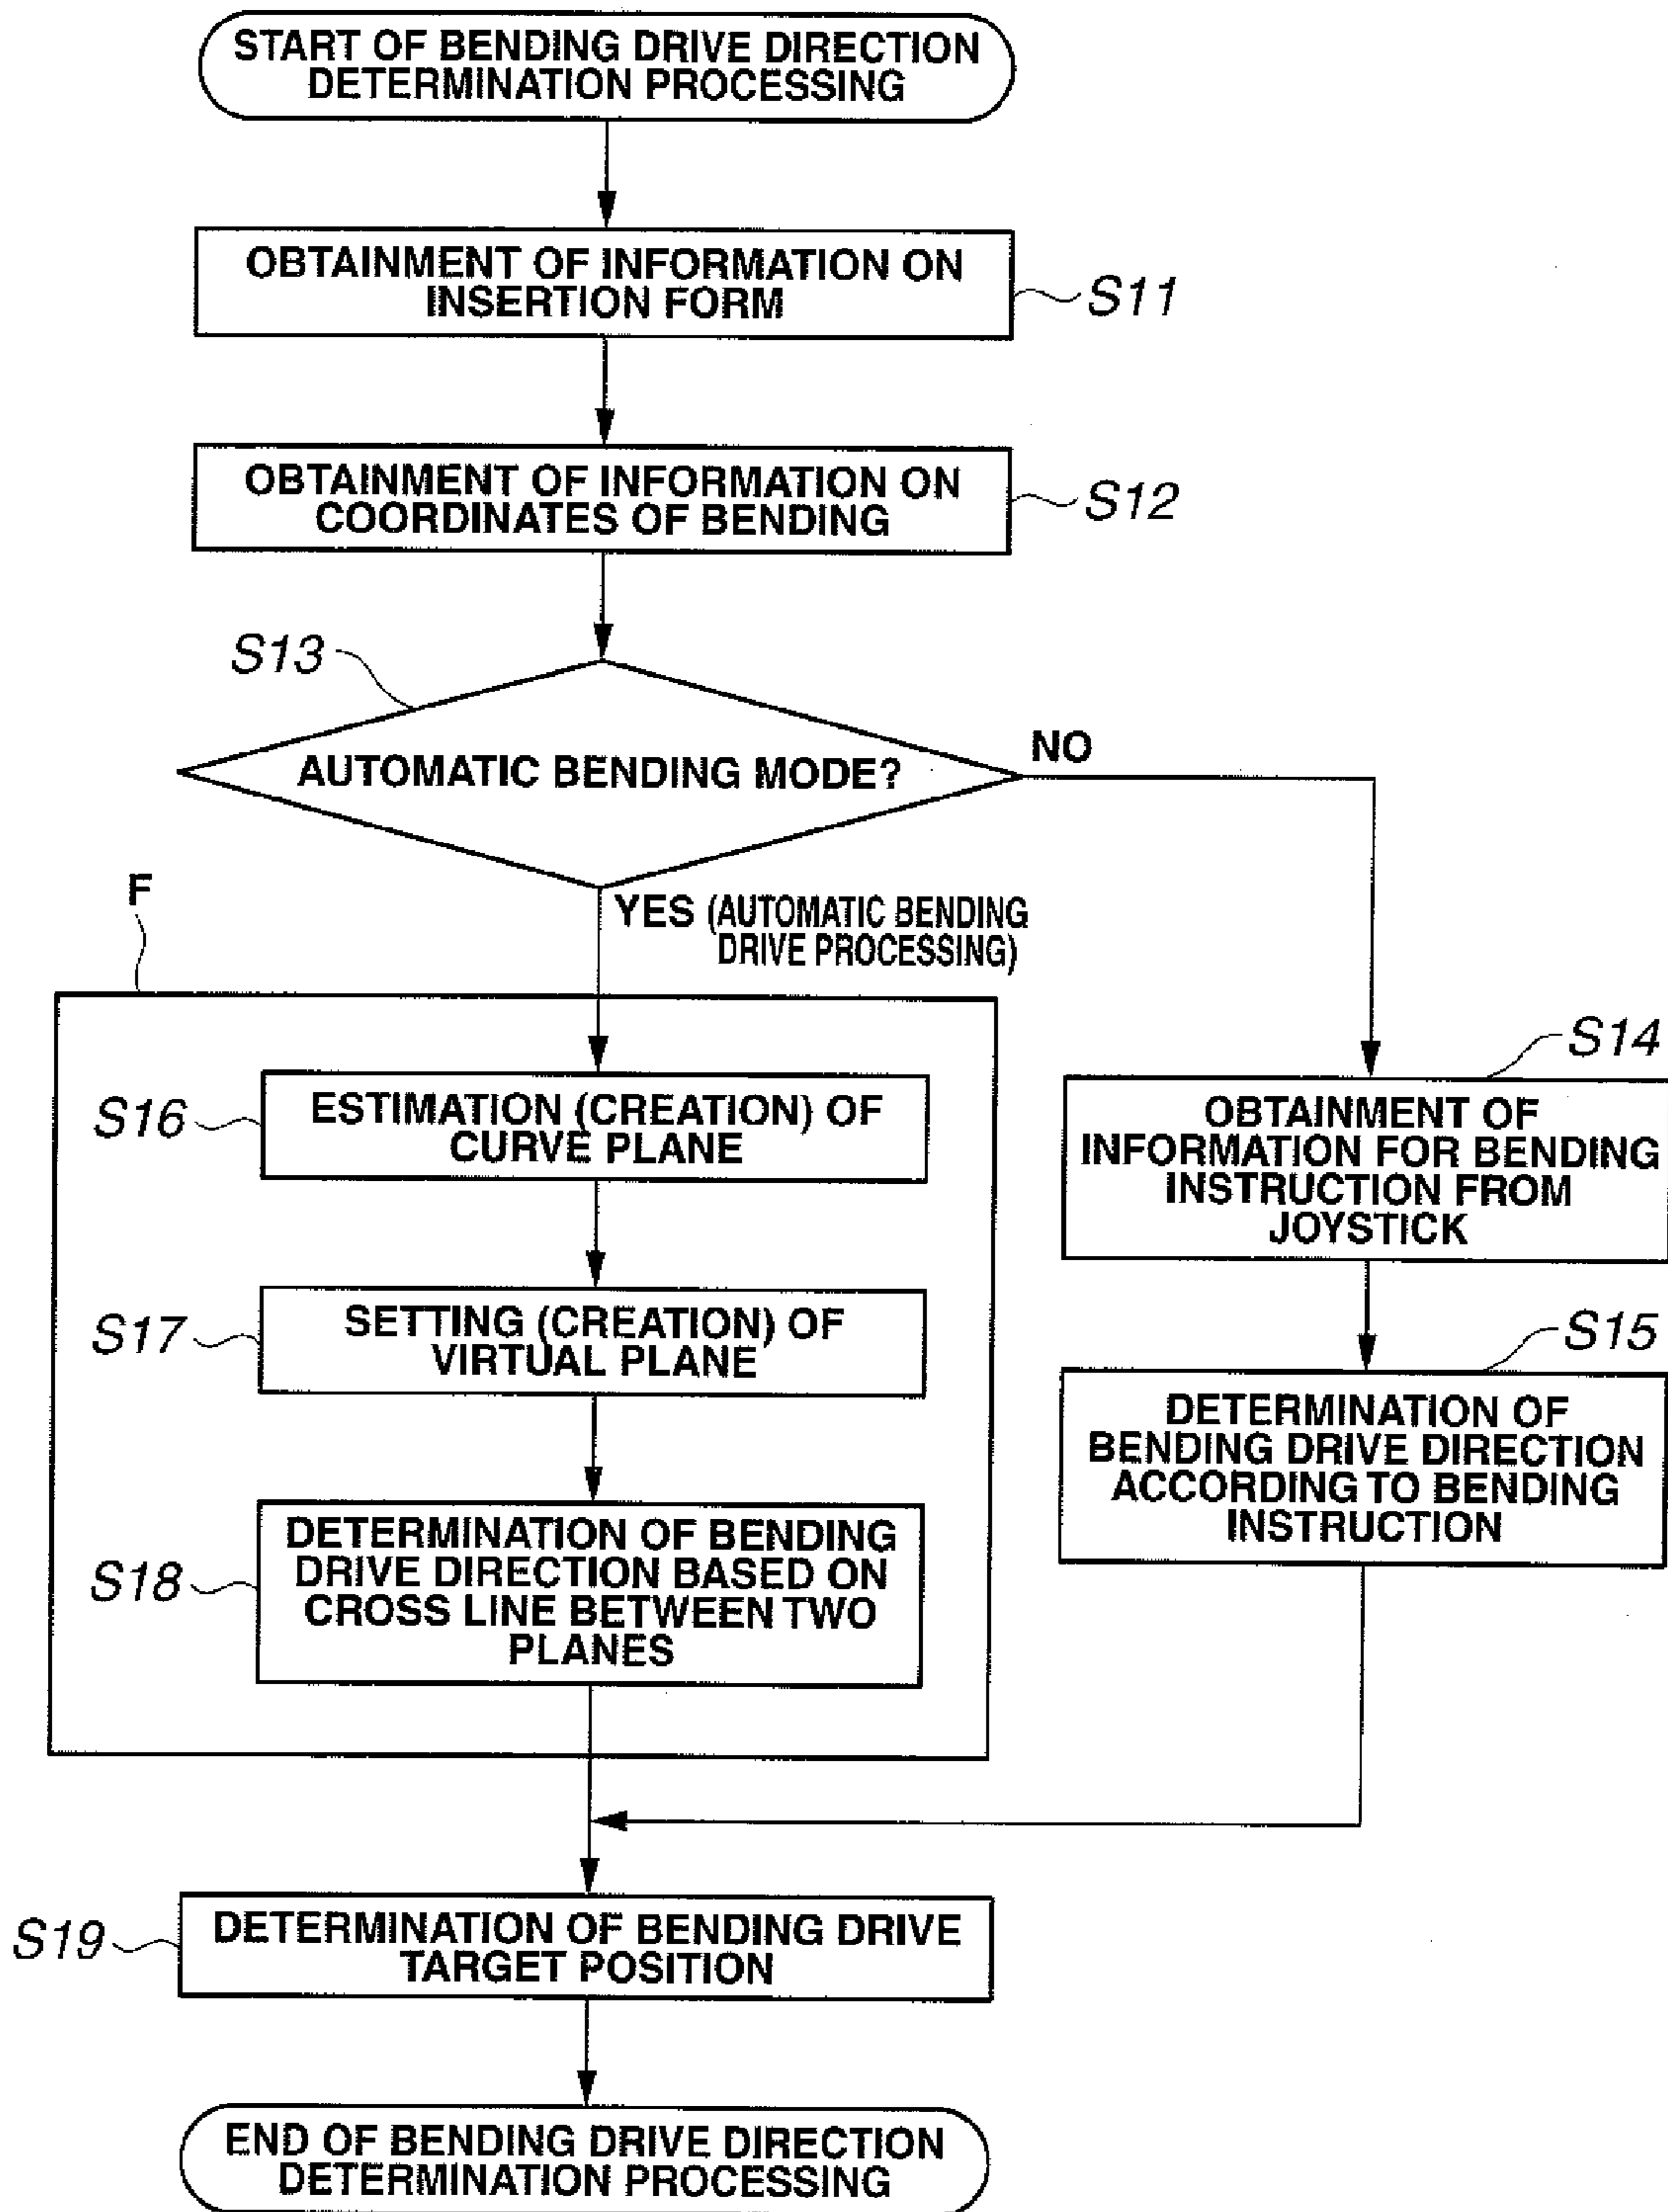 START OF BENDING DRIVE DIRECTION
DETERMINATION PROCESSING
OBTAINMENT OF INFORMATION ON
INSERTION FORM
S11
OBTAINMENT OF INFORMATION ON
COORDINATES OF BENDING
S12
S13
AUTOMATIC BENDING MODE?
NO
F
YES (AUTOMATIC BENDING
DRIVE PROCESSING)
S16
ESTIMATION (CREATION) OF
CURVE PLANE
S17
SETTING (CREATION) OF
VIRTUAL PLANE
S18
DETERMINATION OF BENDING
DRIVE DIRECTION BASED ON
CROSS LINE BETWEEN TWO
PLANES
S14
OBTAINMENT OF
INFORMATION FOR BENDING
INSTRUCTION FROM
JOYSTICK
S15
DETERMINATION OF
BENDING DRIVE DIRECTION
ACCORDING TO BENDING
INSTRUCTION
S19
DETERMINATION OF BENDING DRIVE
TARGET POSITION
END OF BENDING DRIVE DIRECTION
DETERMINATION PROCESSING